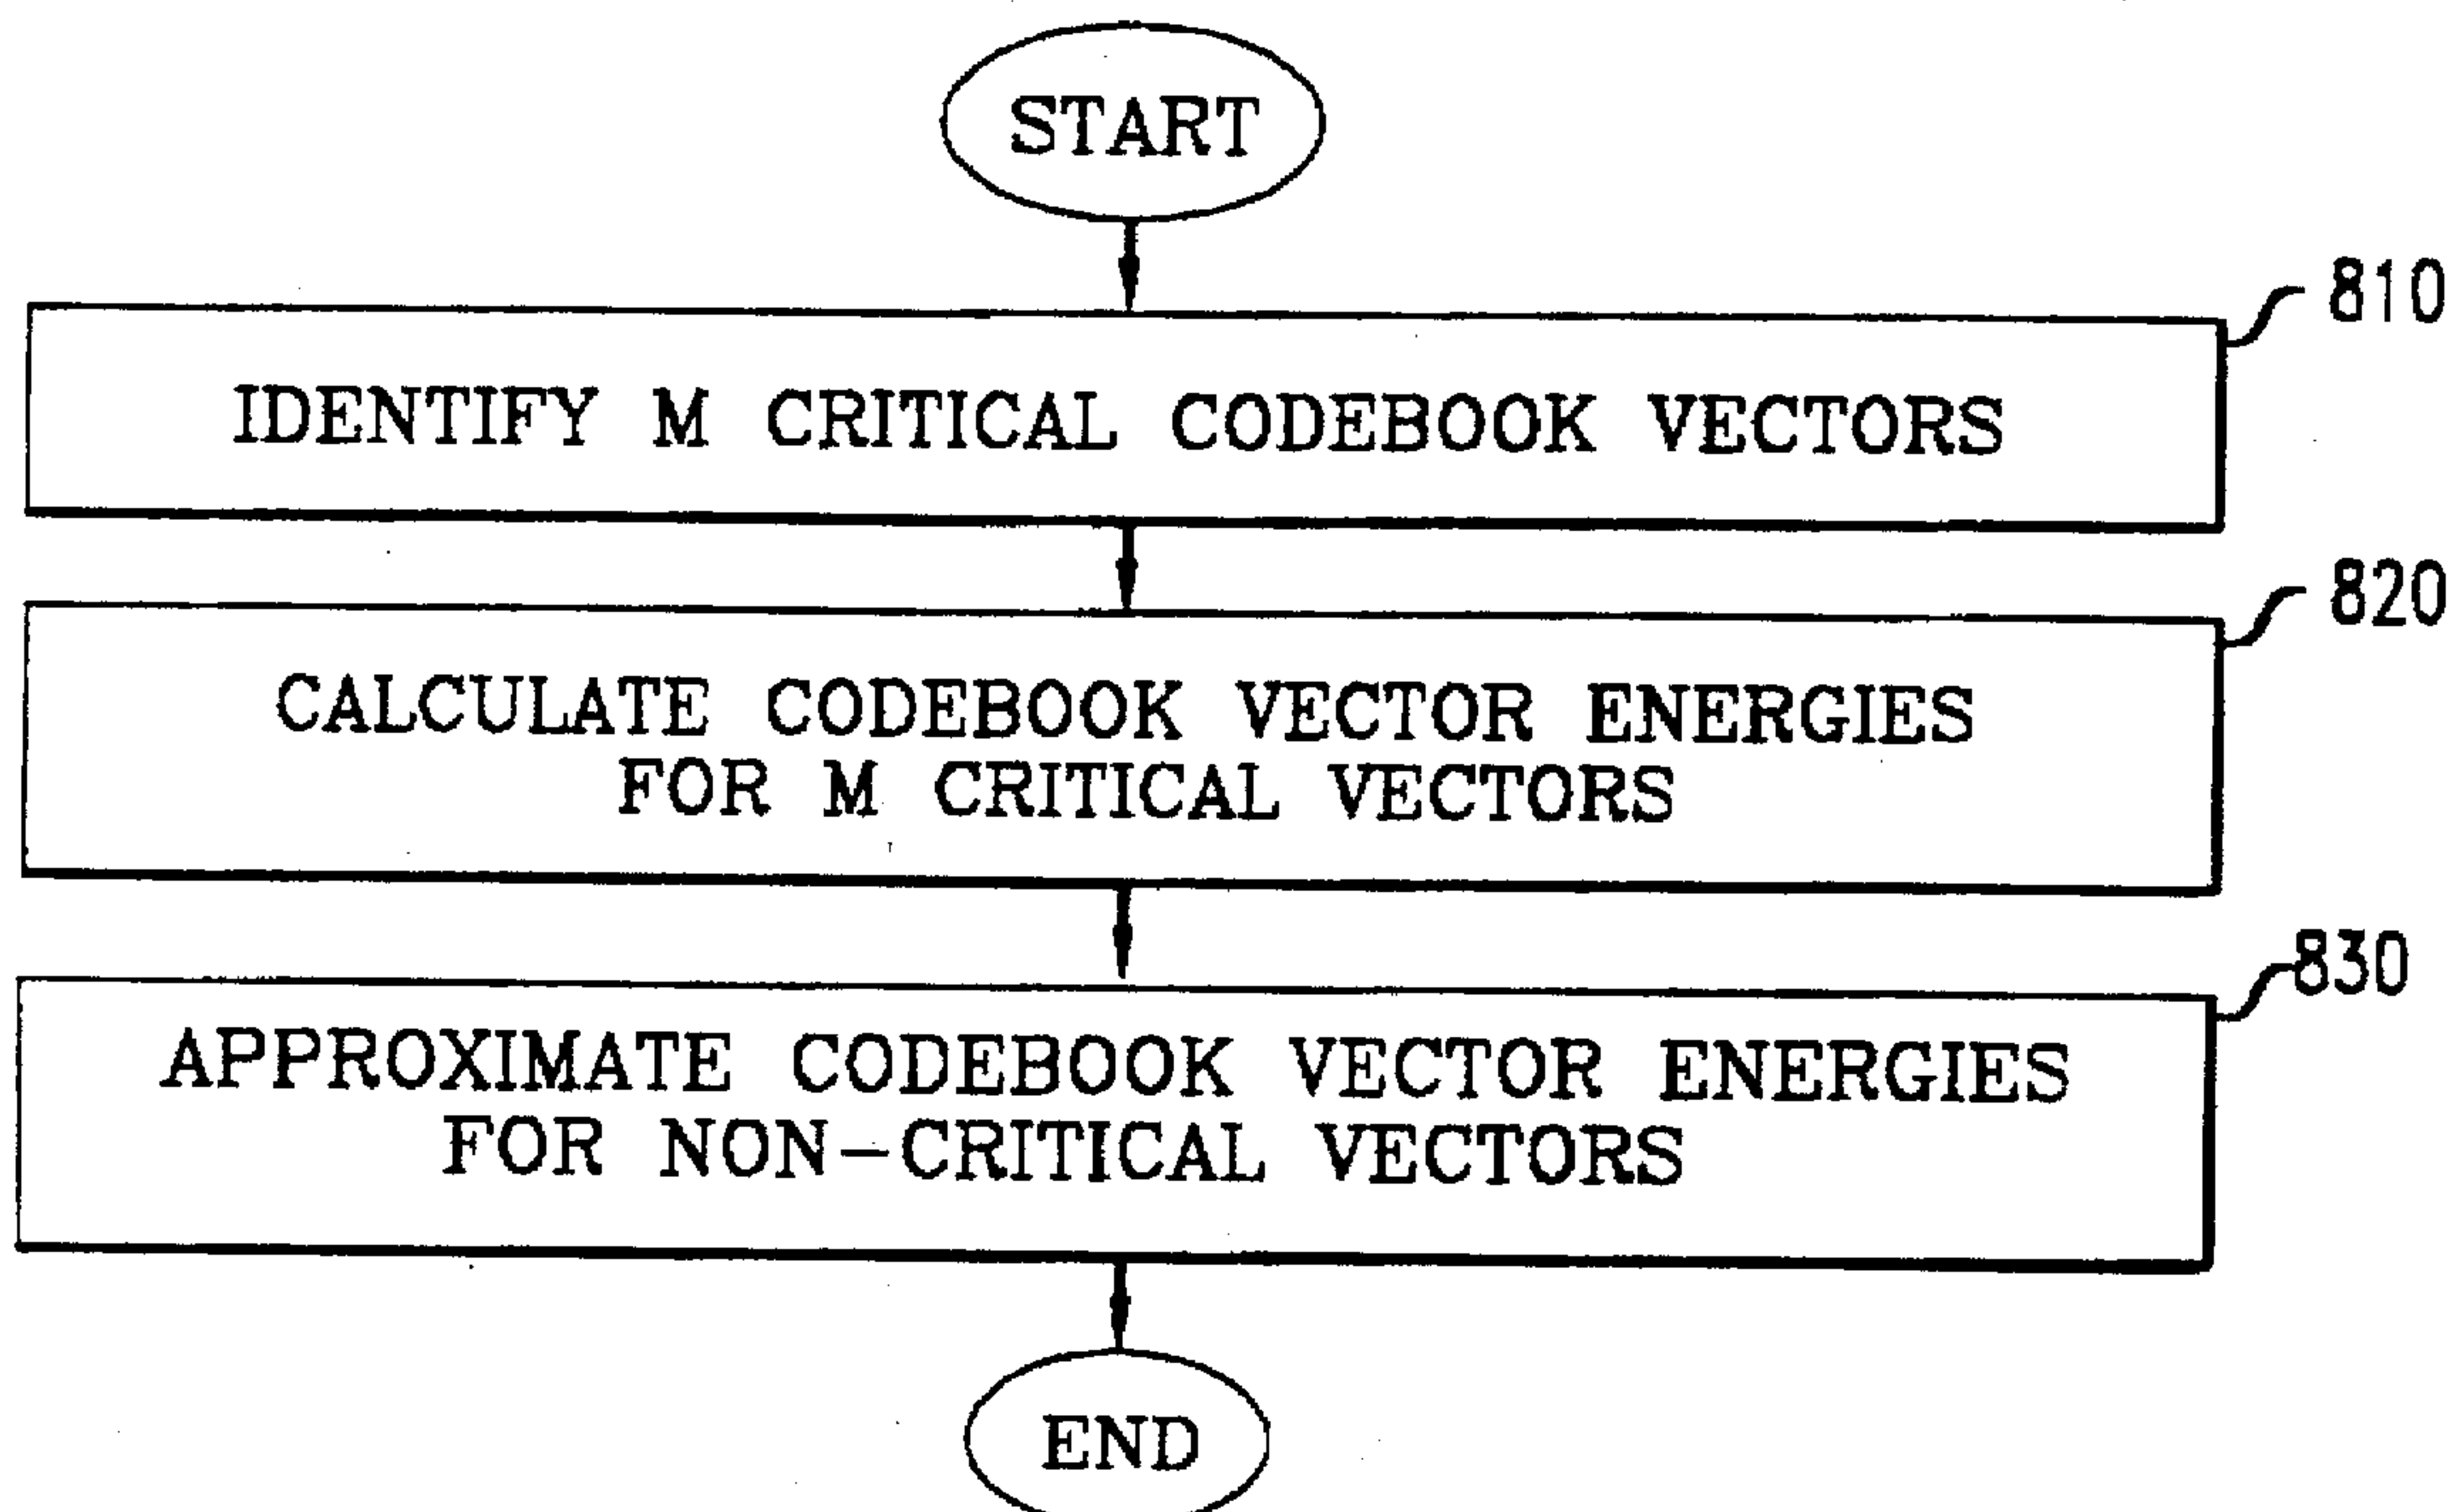 START
810
IDENTIFY M CRITICAL CODEBOOK VECTORS
820
CALCULATE CODEBOOK VECTOR ENERGIES
FOR M CRITICAL VECTORS
830
APPROXIMATE CODEBOOK VECTOR ENERGIES
FOR NON-CRITICAL VECTORS
END